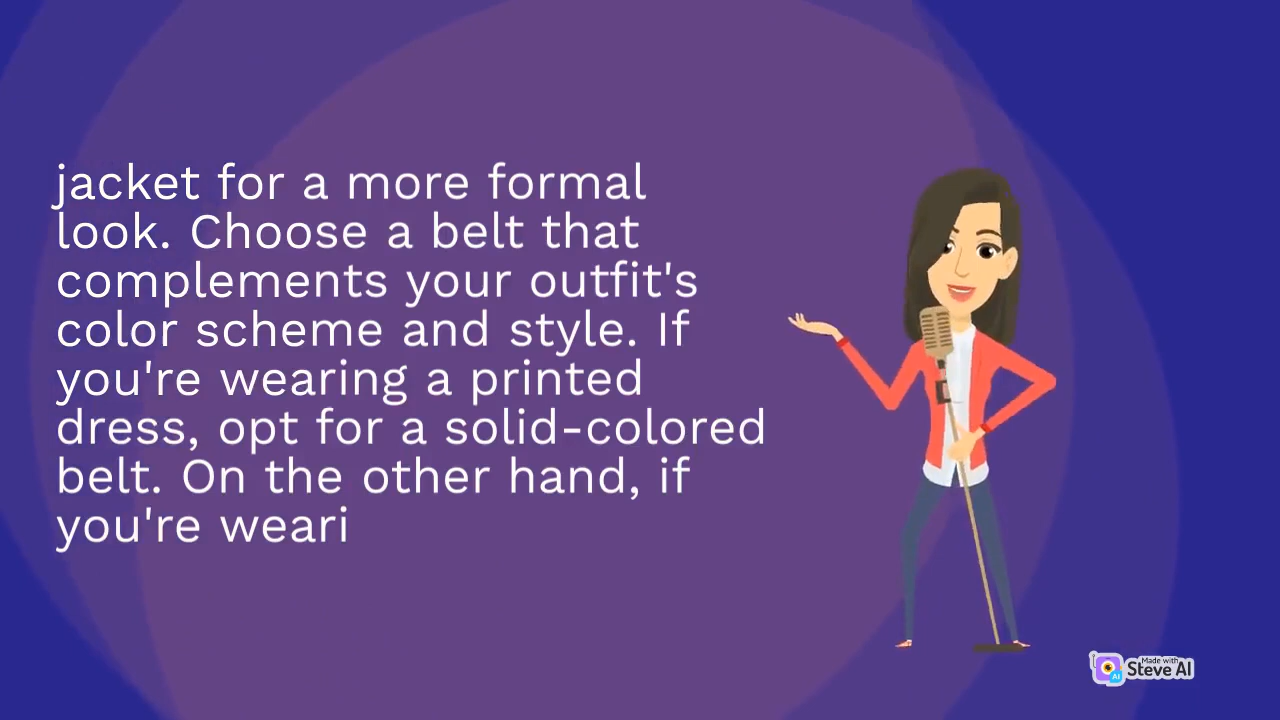 jacket for a more formal
look. Choose a belt that
complements your outfit's
color scheme and style. If
you're wearing a printed
dress, opt for a solid-colored
belt. On the other hand, if
you're weari
Made with
Steve AI
AI